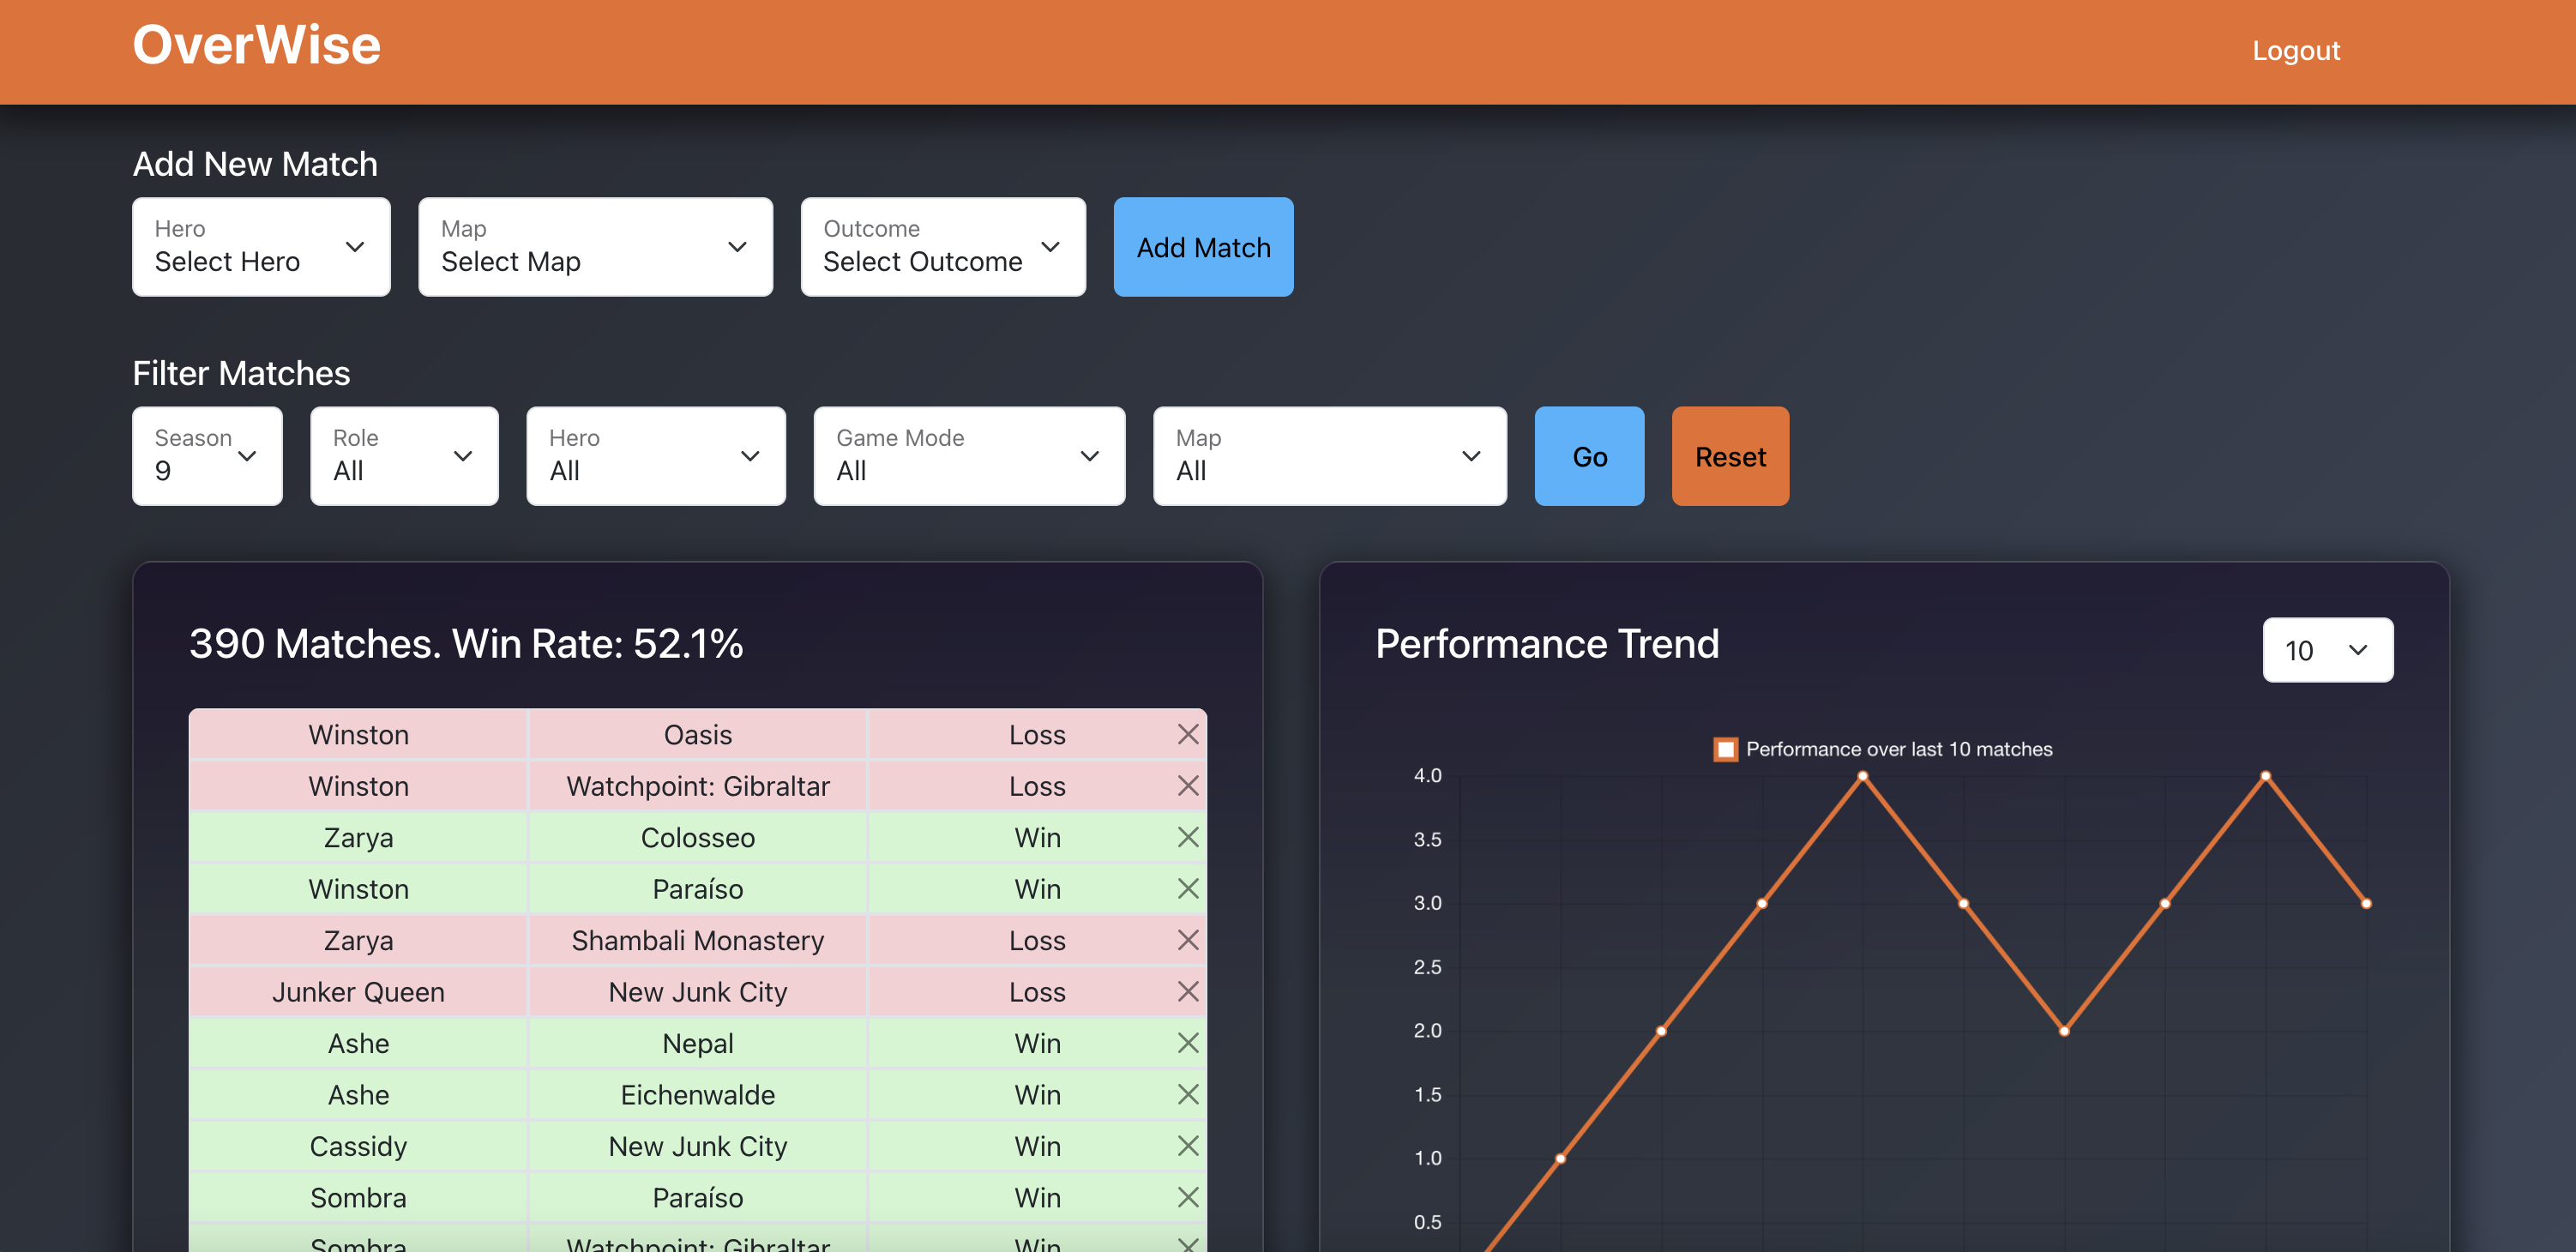 OverWise
Logout
Add New Match
Hero
Select Hero
Map
Select Map
Outcome
Select Outcome
Add Match
Filter Matches
Season
9
Role
All
Hero
All
Game Mode
All
Map
All
Go
Reset
390 Matches. Win Rate: 52.1%
Winston Oasis Loss
Winston Watchpoint: Gibraltar Loss
Zarya Colosseo Win
Winston Paraíso Win
Zarya Shambali Monastery Loss
Junker Queen New Junk City Loss
Ashe Nepal Win
Ashe Eichenwalde Win
Cassidy New Junk City Win
Sombra Paraíso Win
Sombra Watchpoint: Gibraltar Win
Performance Trend
10
Performance over last 10 matches
4.0
3.5
3.0
2.5
2.0
1.5
1.0
0.5